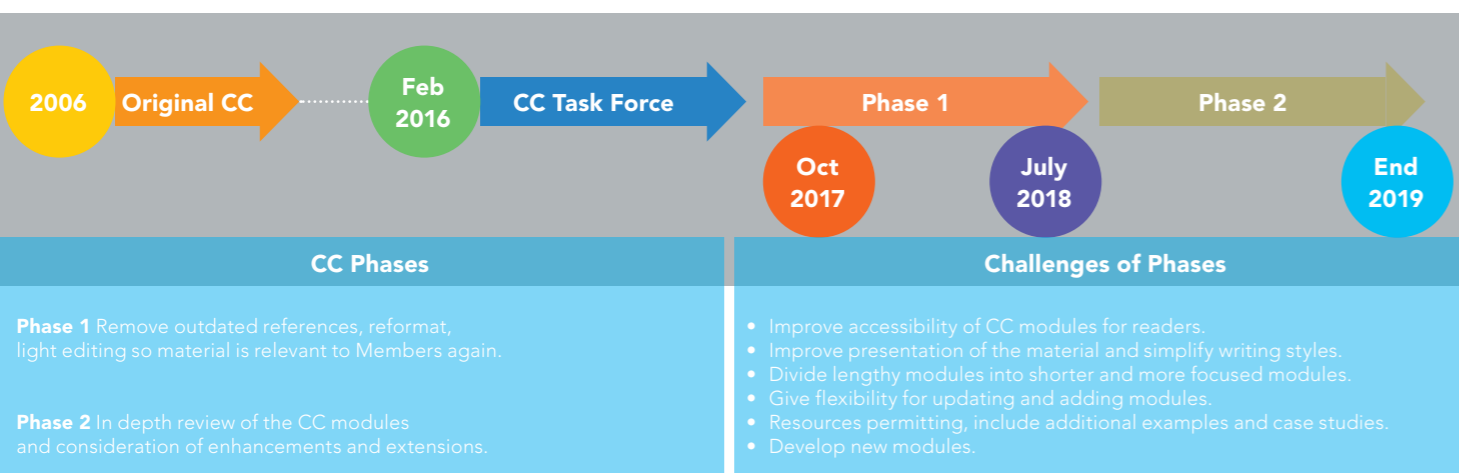 2006
Original CC
Feb
2016
CC Task Force
Phase 1
Phase 2
Oct
2017
July
2018
End
2019
CC Phases
Phase 1 Remove outdated references, reformat,
light editing so material is relevant to Members again.
Phase 2 In depth review of the CC modules
and consideration of enhancements and extensions.
Challenges of Phases
• Improve accessibility of CC modules for readers.
• Improve presentation of the material and simplify writing styles.
• Divide lengthy modules into shorter and more focused modules.
• Give flexibility for updating and adding modules.
• Resources permitting, include additional examples and case studies.
• Develop new modules.